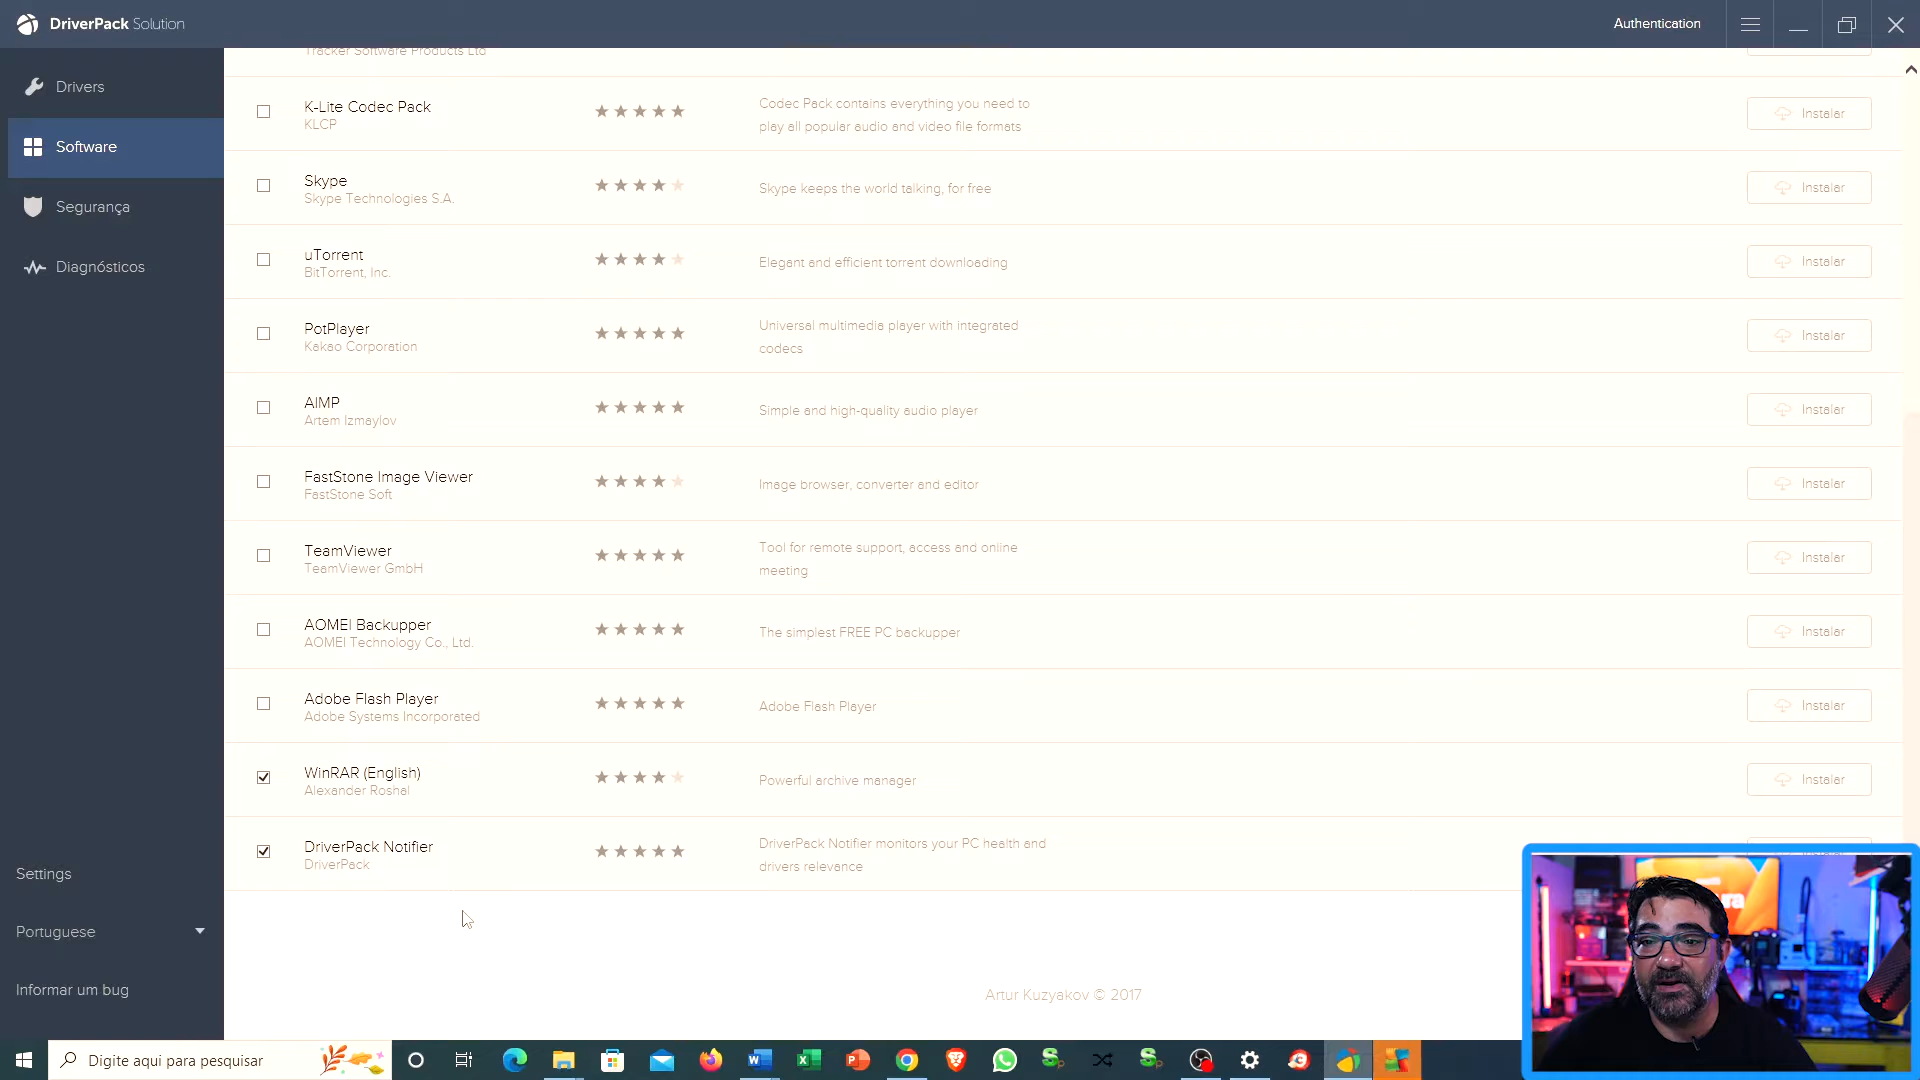 DriverPack Solution
Authentication
Drivers
Software
Segurança
Diagnósticos
Settings
Portuguese
Informar um bug
Tracker Software Products Ltd
K-Lite Codec Pack
KLCP
Codec Pack contains everything you need to
play all popular audio and video file formats
Instalar
Skype
Skype Technologies S.A.
Skype keeps the world talking, for free
Instalar
uTorrent
BitTorrent, Inc.
Elegant and efficient torrent downloading
Instalar
PotPlayer
Kakao Corporation
Universal multimedia player with integrated
codecs
Instalar
AIMP
Artem Izmaylov
Simple and high-quality audio player
Instalar
FastStone Image Viewer
FastStone Soft
Image browser, converter and editor
Instalar
TeamViewer
TeamViewer GmbH
Tool for remote support, access and online
meeting
Instalar
AOMEI Backupper
AOMEI Technology Co., Ltd.
The simplest FREE PC backupper
Instalar
Adobe Flash Player
Adobe Systems Incorporated
Adobe Flash Player
Instalar
WinRAR (English)
Alexander Roshal
Powerful archive manager
Instalar
DriverPack Notifier
DriverPack
DriverPack Notifier monitors your PC health and
drivers relevance
Artur Kuzyakov © 2017
Digite aqui para pesquisar